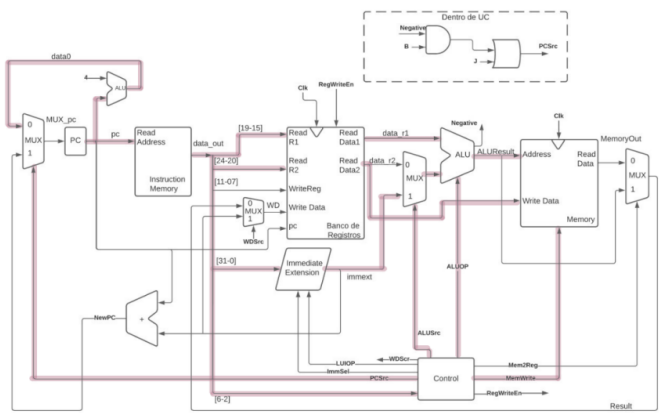 Dentro de UC
Negative
B
J
PCSrc
data0
4
ALU
MUX_pc
0
MUX
1
PC
pc
Read
Address
Instruction
Memory
data_out
[19-15]
[24-20]
[11-07]
[31-0]
[6-2]
Clk
RegWriteEn
Read
R1
Read
R2
WriteReg
Write Data
pc
Read
Data1
Read
Data2
Banco de
Registros
0
MUX
1
WD
WDSrc
data_r1
data_r2
0
MUX
1
Negative
ALU
ALUResult
Clk
Address
Read
Data
Write Data
Memory
MemoryOut
0
MUX
1
Immediate
Extension
immext
ALUOP
ALUSrc
NewPC
+
LUIOP
ImmSel
WDScr
PCSrc
Control
Mem2Reg
MemWrite
RegWriteEn
Result